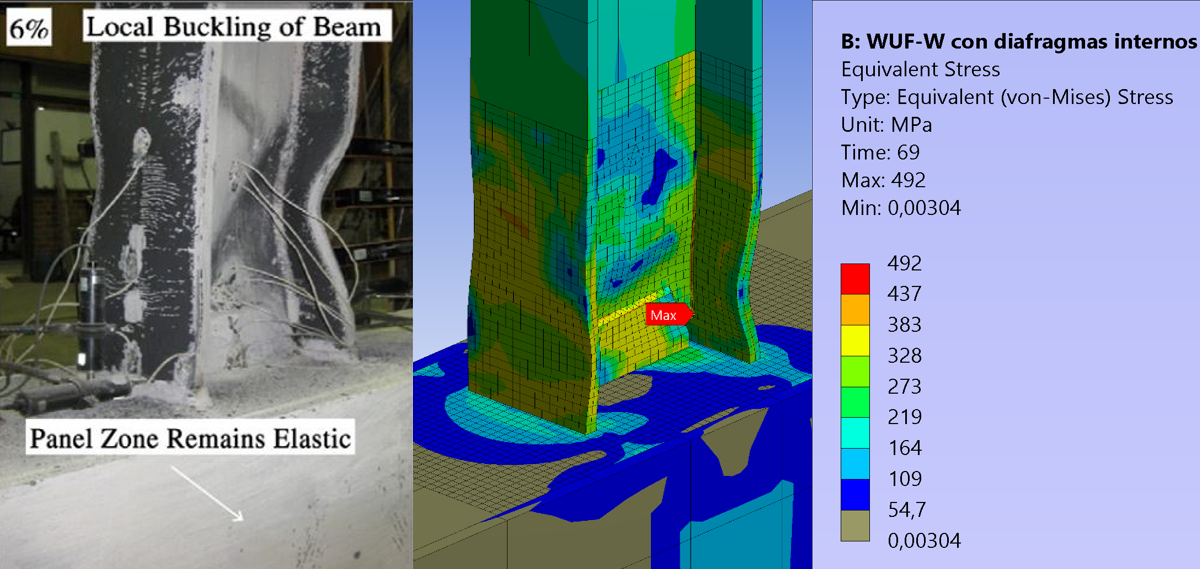 6%
Local Buckling of Beam
Panel Zone Remains Elastic
Max
B: WUF-W con diafragmas internos
Equivalent Stress
Type: Equivalent (von-Mises) Stress
Unit: MPa
Time: 69
Max: 492
Min: 0,00304
492
437
383
328
273
219
164
109
54,7
0,00304